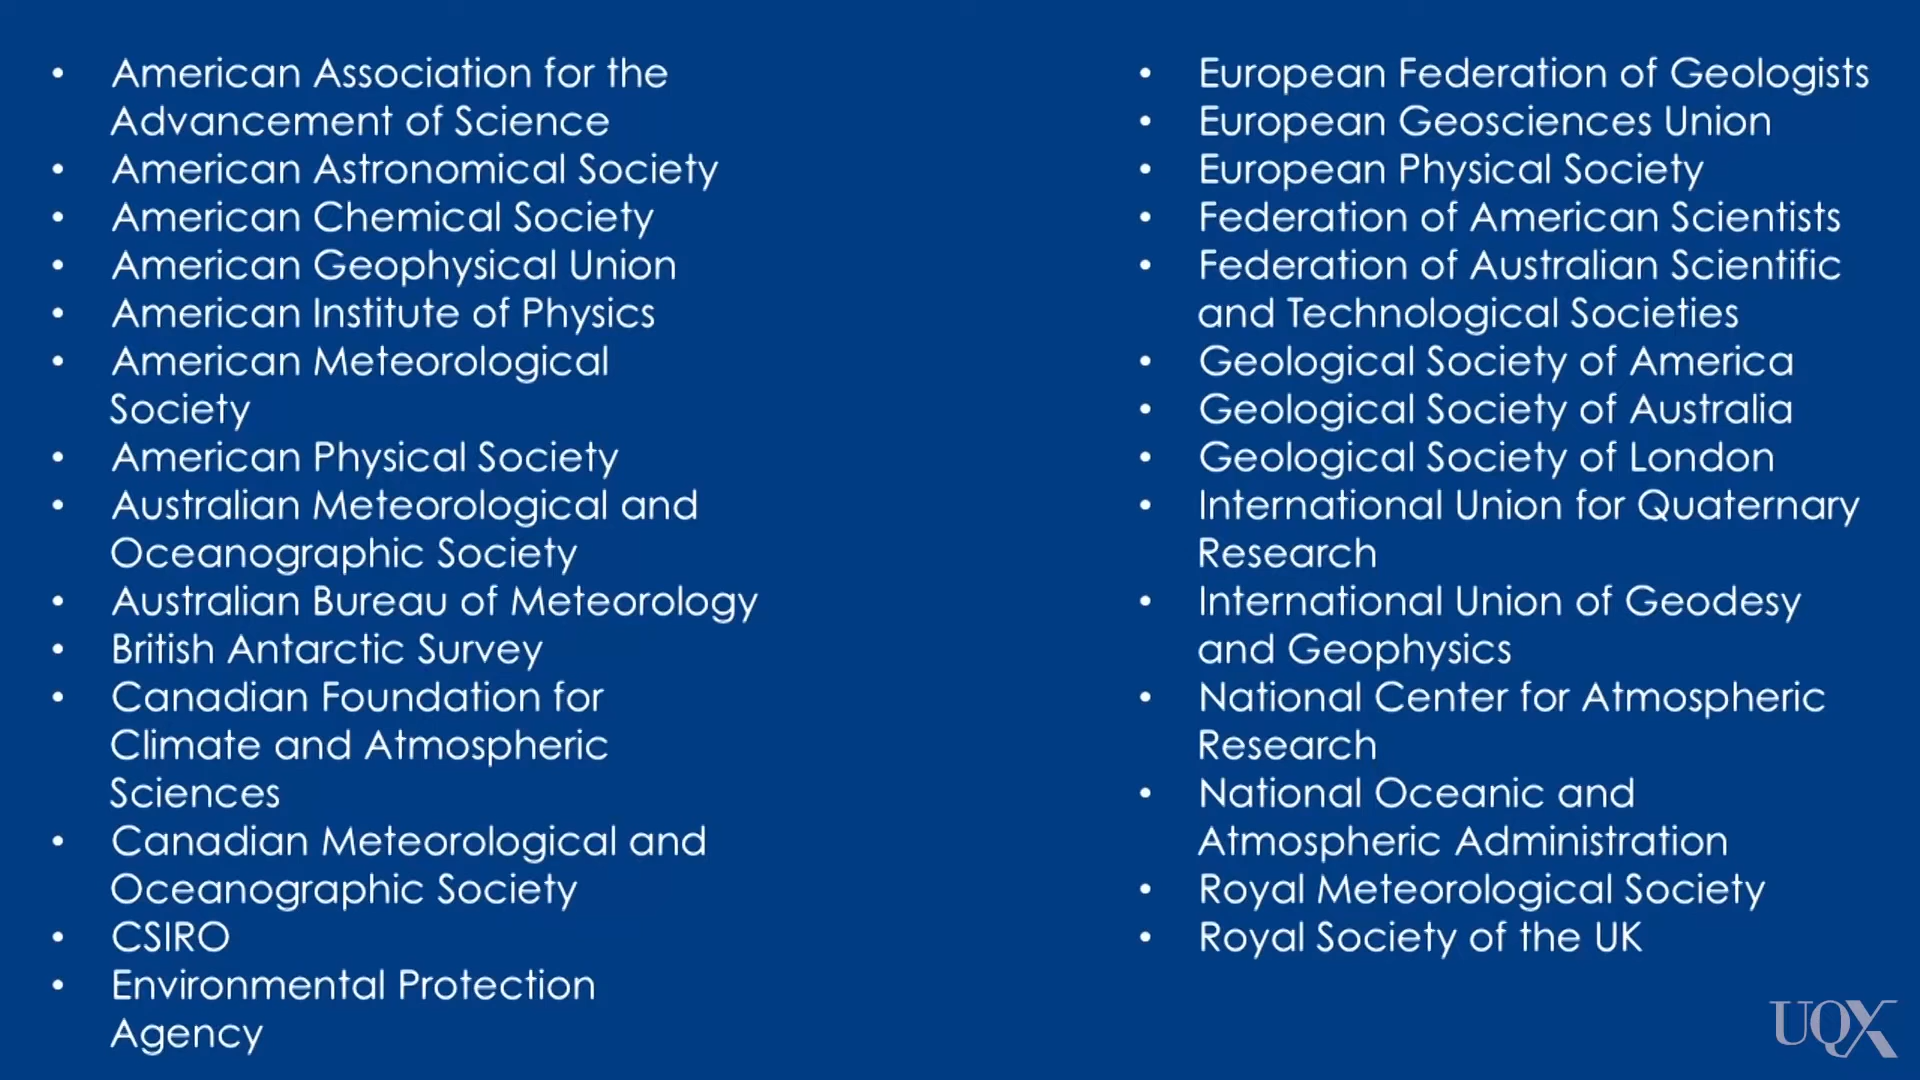 • American Association for the
Advancement of Science
• American Astronomical Society
• American Chemical Society
• American Geophysical Union
• American Institute of Physics
• American Meteorological
Society
• American Physical Society
• Australian Meteorological and
Oceanographic Society
• Australian Bureau of Meteorology
• British Antarctic Survey
• Canadian Foundation for
Climate and Atmospheric
Sciences
• Canadian Meteorological and
Oceanographic Society
• CSIRO
• Environmental Protection
Agency
• European Federation of Geologists
• European Geosciences Union
• European Physical Society
• Federation of American Scientists
• Federation of Australian Scientific
and Technological Societies
• Geological Society of America
• Geological Society of Australia
• Geological Society of London
• International Union for Quaternary
Research
• International Union of Geodesy
and Geophysics
• National Center for Atmospheric
Research
• National Oceanic and
Atmospheric Administration
• Royal Meteorological Society
• Royal Society of the UK
UQX